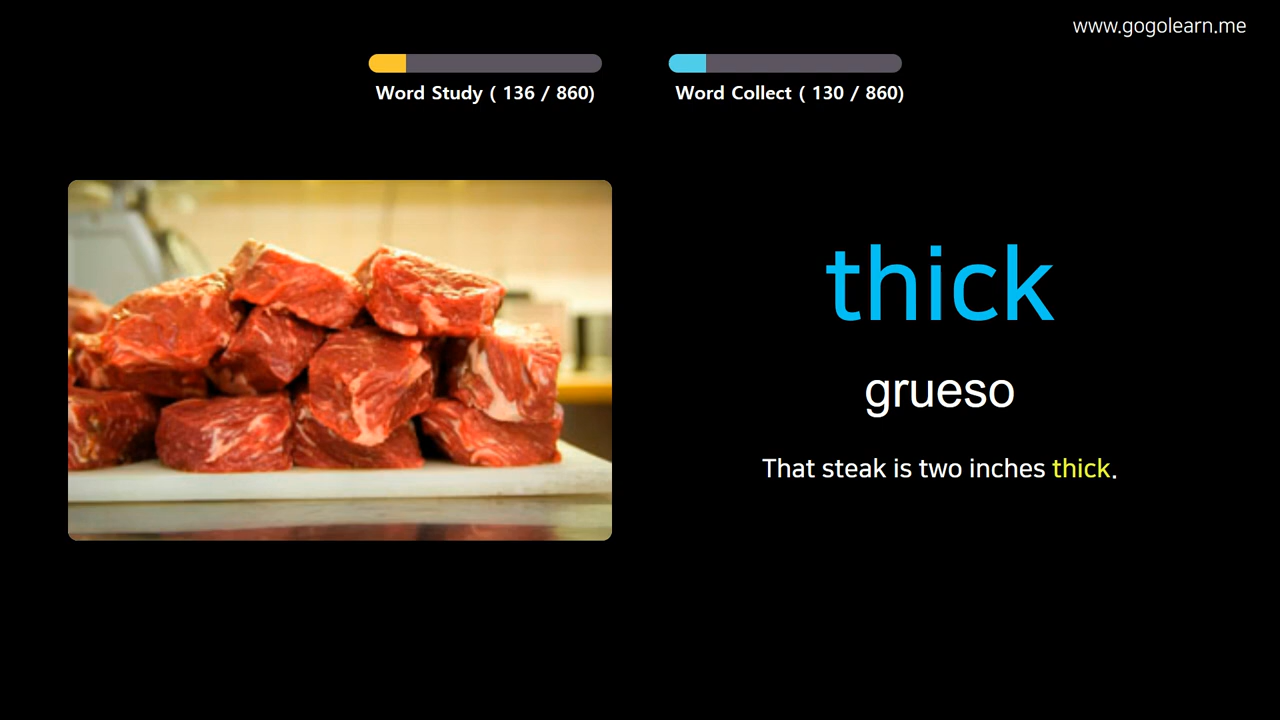 www.gogolearn.me
Word Study ( 136 / 860)
Word Collect ( 130 / 860)
thick
grueso
That steak is two inches thick.